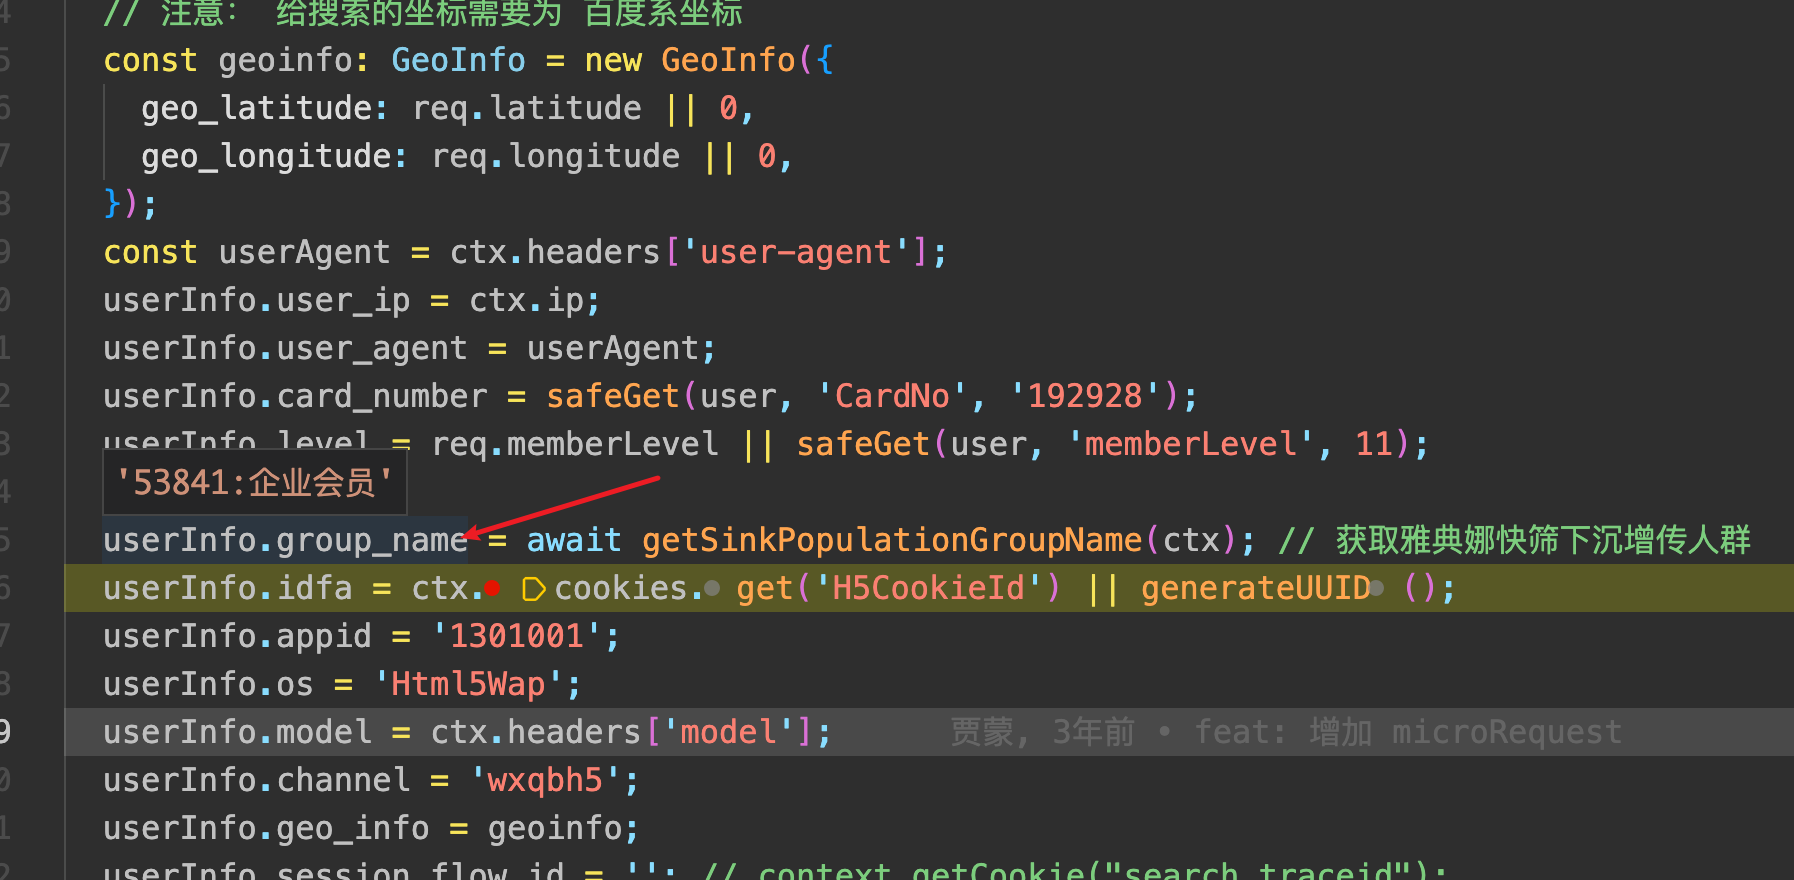 // 注意： 给搜索的坐标需要为 百度系坐标
const geoinfo: GeoInfo = new GeoInfo({
geo_latitude: req.latitude || 0,
geo_longitude: req.longitude || 0,
});
const userAgent = ctx.headers['user-agent'];
userInfo.user_ip = ctx.ip;
userInfo.user_agent = userAgent;
userInfo.card_number = safeGet(user, 'CardNo', '192928');
userInfo.level = req.memberLevel || safeGet(user, 'memberLevel', 11);
'53841:企业会员'
userInfo.group_name = await getSinkPopulationGroupName(ctx); // 获取雅典娜快筛下沉增传人群
userInfo.idfa = ctx.cookies.get('H5CookieId') || generateUUID ();
userInfo.appid = '1301001';
userInfo.os = 'Html5Wap';
userInfo.model = ctx.headers['model']; 贾蒙, 3年前 • feat: 增加 microRequest
userInfo.channel = 'wxqbh5';
userInfo.geo_info = geoinfo;
userInfo.session_flow_id = ''; // context.getCookie("search_traceid");